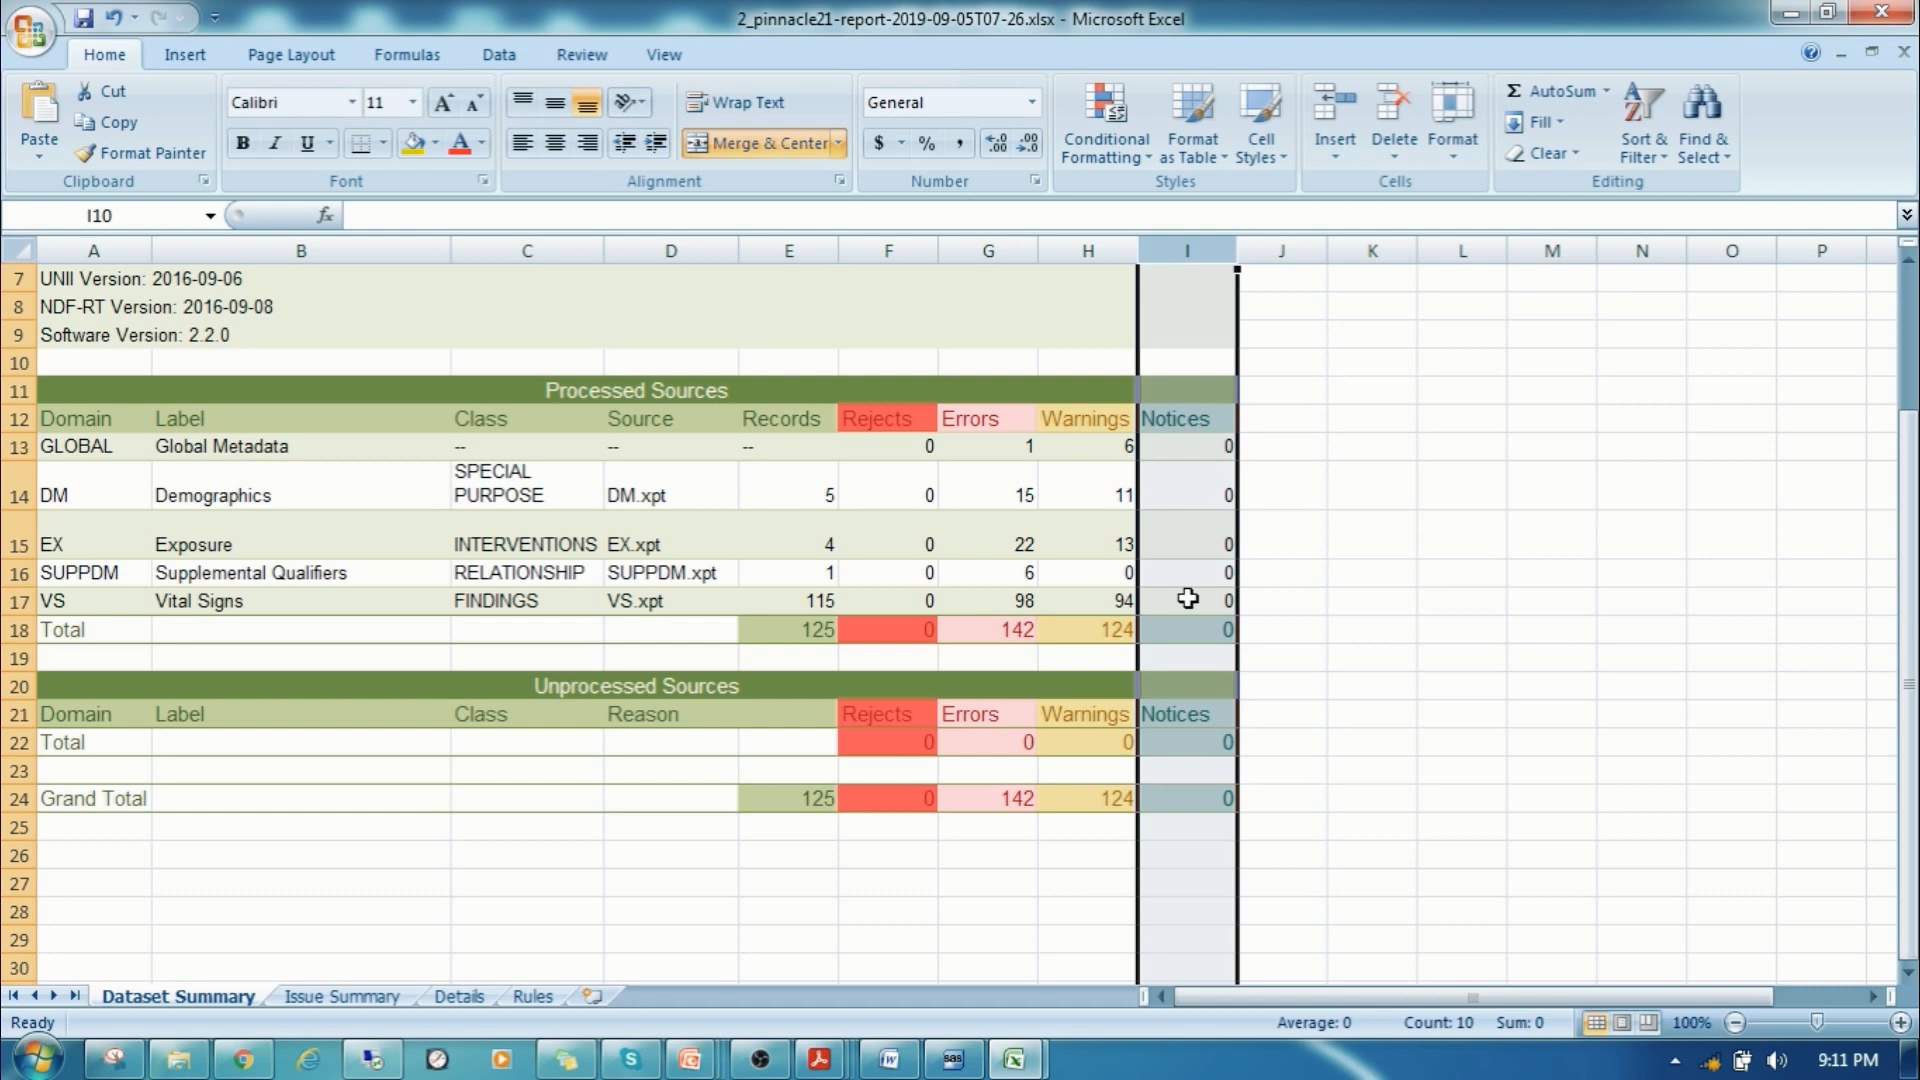 2_pinnacle21-report-2019-09-05T07-26.xlsx - Microsoft Excel
Home Insert Page Layout Formulas Data Review View
Paste Cut Copy Format Painter Clipboard
Calibri 11 A A B I U A Font
Wrap Text Merge & Center Alignment
General $ % , .0 .00 .00 .0 Number
Conditional Formatting Format as Table Cell Styles Styles
Insert Delete Format Cells
Σ AutoSum Fill Clear Sort & Filter Find & Select Editing
I10 fx
A B C D E F G H I J K L M N O P
7 UNII Version: 2016-09-06
8 NDF-RT Version: 2016-09-08
9 Software Version: 2.2.0
10
11 Processed Sources
12 Domain Label Class Source Records Rejects Errors Warnings Notices
13 GLOBAL Global Metadata -- -- -- 0 1 6 0
14 DM Demographics SPECIAL PURPOSE DM.xpt 5 0 15 11 0
15 EX Exposure INTERVENTIONS EX.xpt 4 0 22 13 0
16 SUPPDM Supplemental Qualifiers RELATIONSHIP SUPPDM.xpt 1 0 6 0 0
17 VS Vital Signs FINDINGS VS.xpt 115 0 98 94 0
18 Total 125 0 142 124 0
19
20 Unprocessed Sources
21 Domain Label Class Reason Rejects Errors Warnings Notices
22 Total 0 0 0 0
23
24 Grand Total 125 0 142 124 0
25
26
27
28
29
30
Dataset Summary Issue Summary Details Rules
Ready Average: 0 Count: 10 Sum: 0 100%
9:11 PM